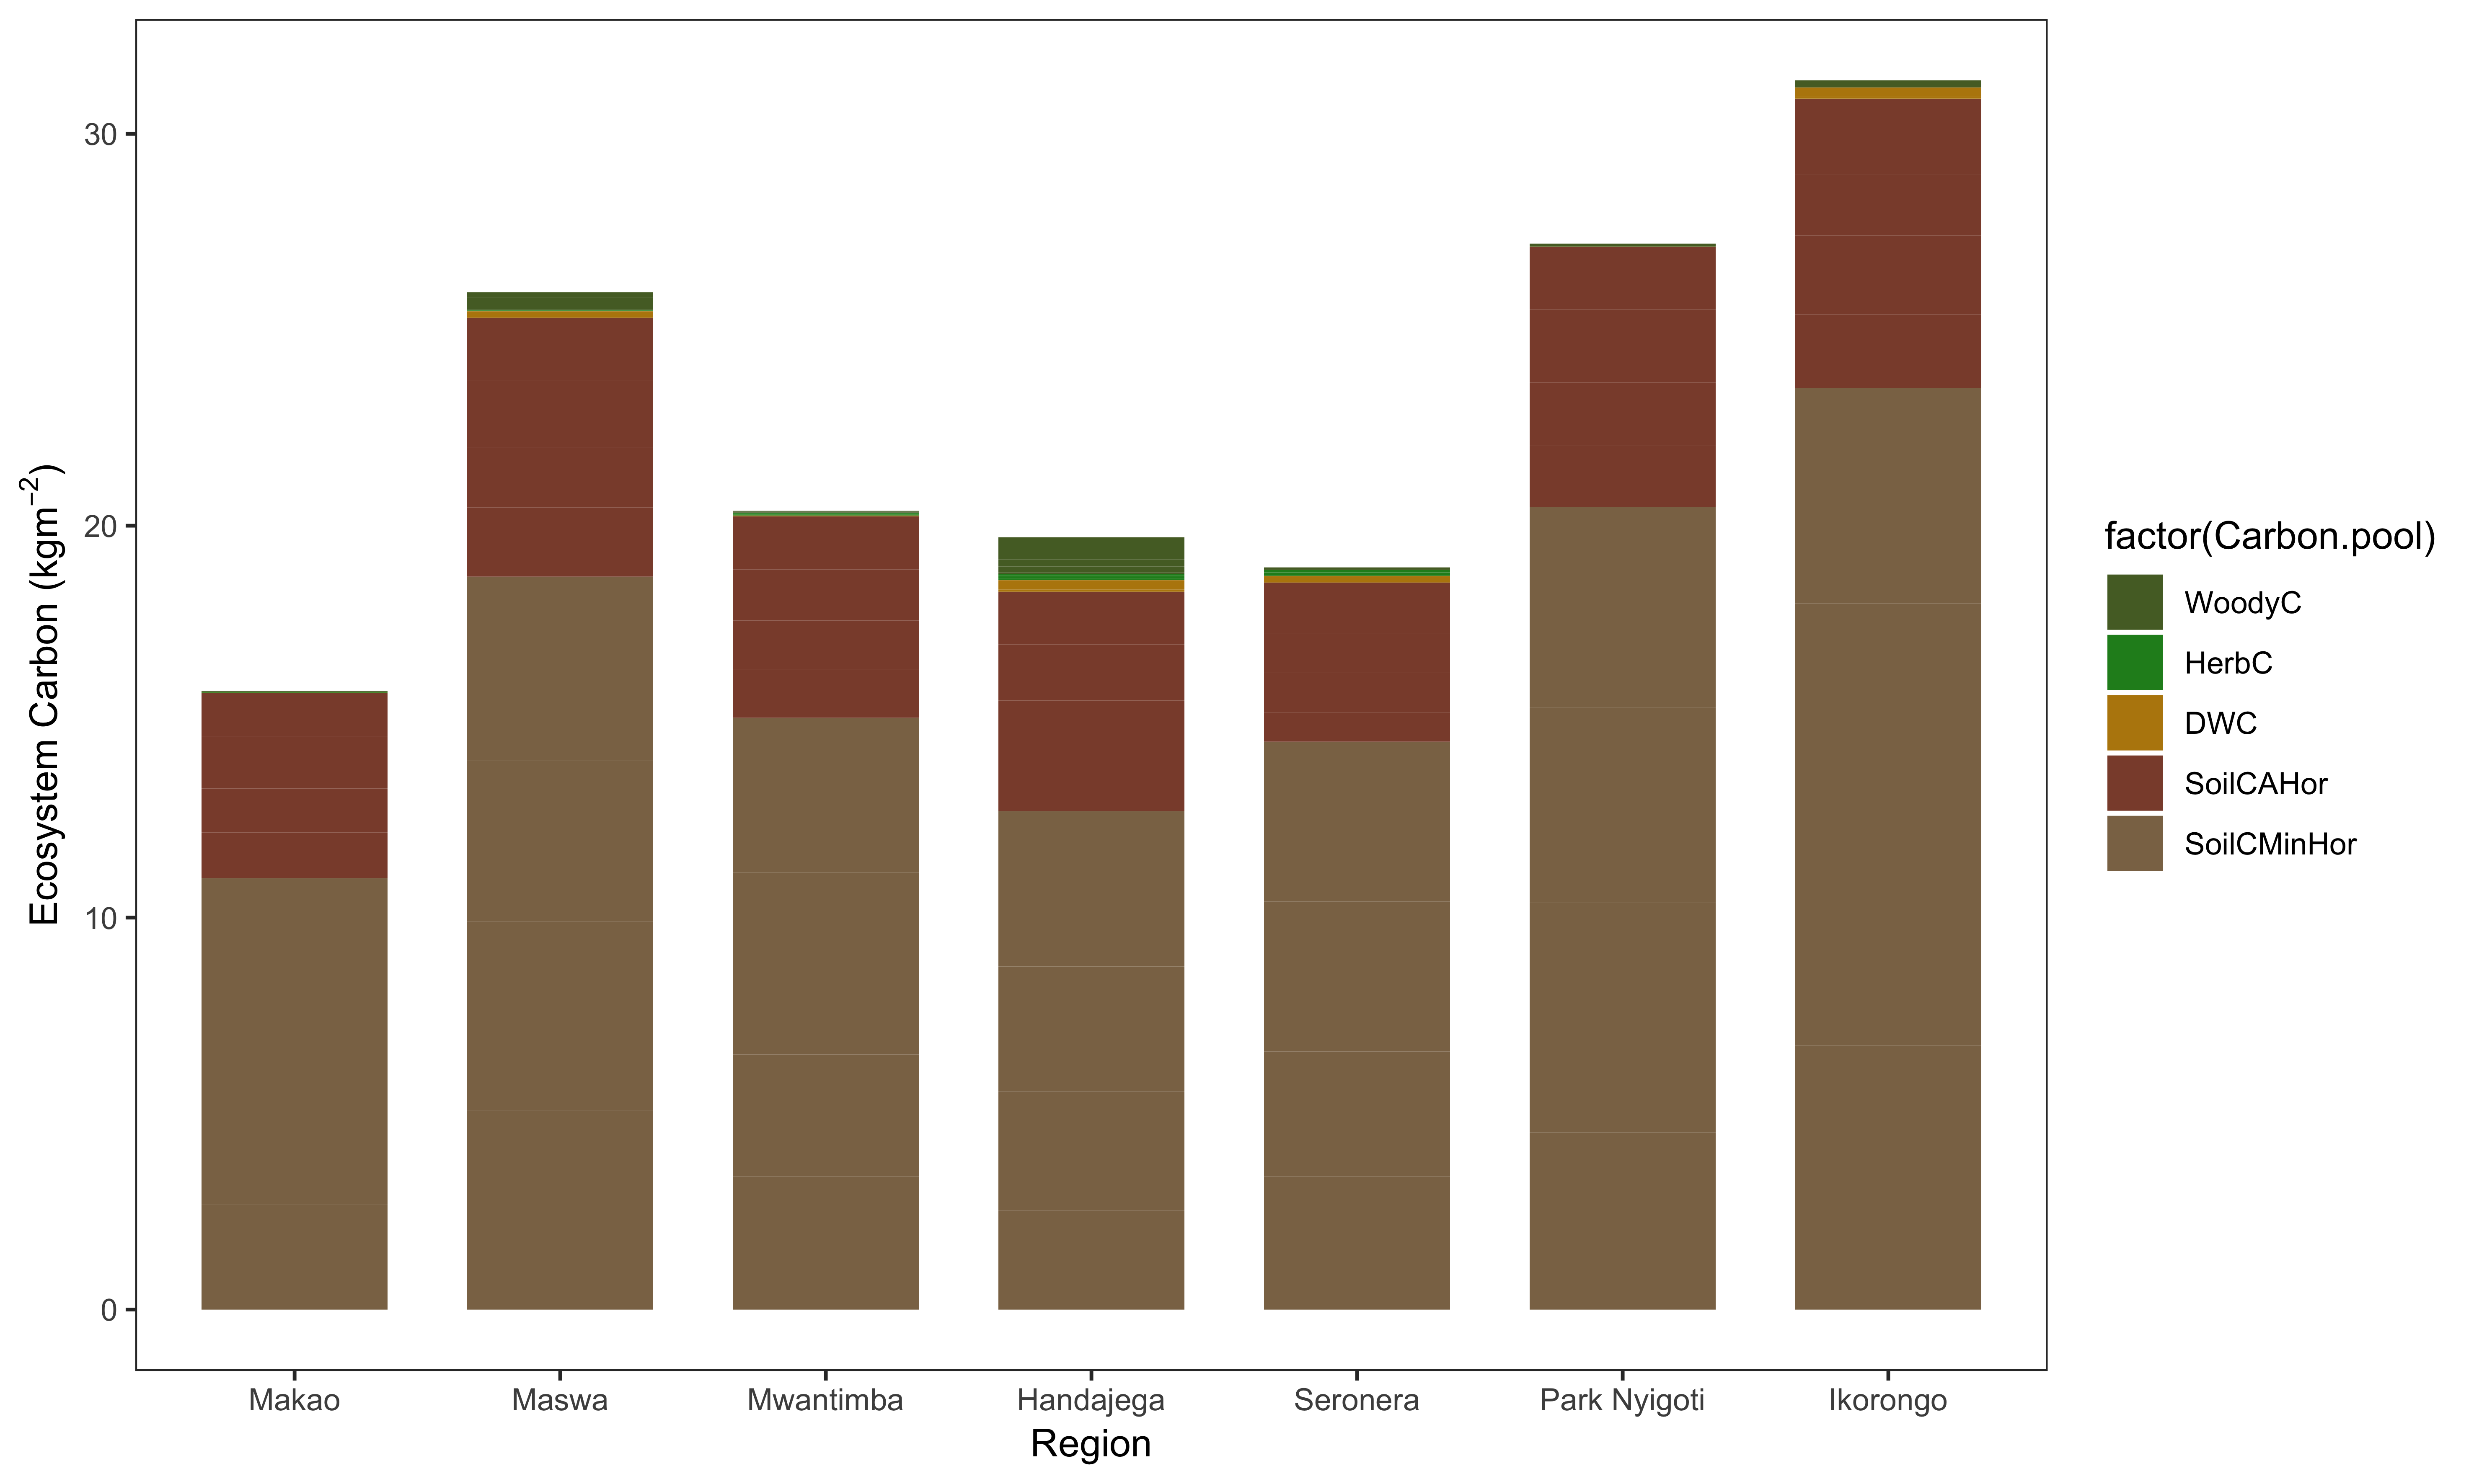 Ecosystem Carbon (kgm⁻²)
30
20
10
0
Makao
Maswa
Mwantimba
Handajega
Seronera
Park Nyigoti
Ikorongo
Region
factor(Carbon.pool)
WoodyC
HerbC
DWC
SoilCAHor
SoilCMinHor